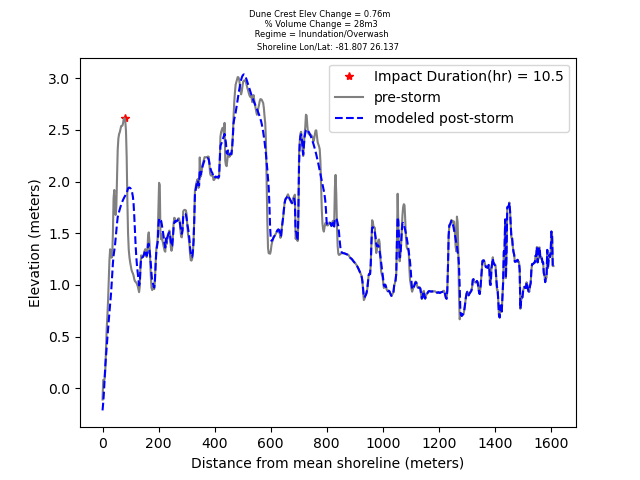 Dune Crest Elev Change = 0.76m
% Volume Change = 28m3
Regime = Inundation/Overwash
Shoreline Lon/Lat: -81.807 26.137
Impact Duration(hr) = 10.5
pre-storm
modeled post-storm
Elevation (meters)
3.0
2.5
2.0
1.5
1.0
0.5
0.0
0 200 400 600 800 1000 1200 1400 1600
Distance from mean shoreline (meters)